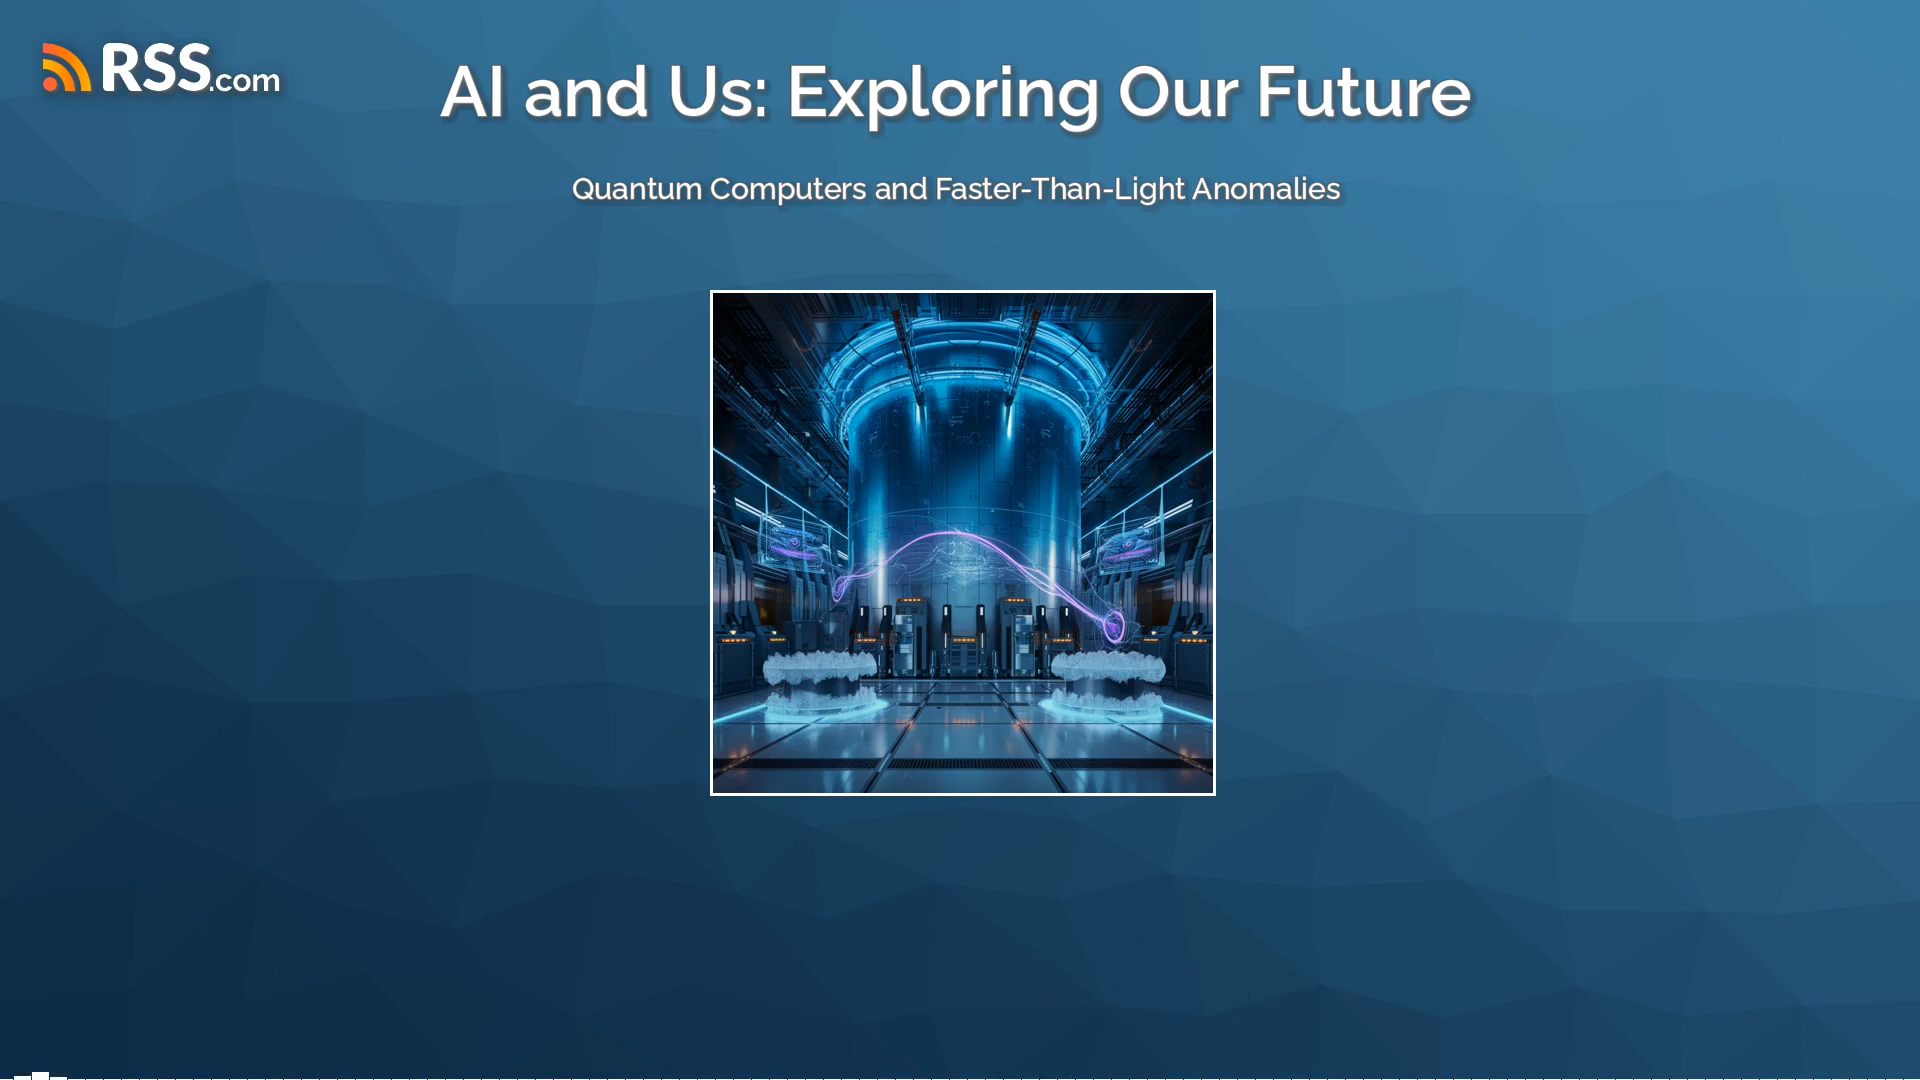 RSS.com
AI and Us: Exploring Our Future
Quantum Computers and Faster-Than-Light Anomalies